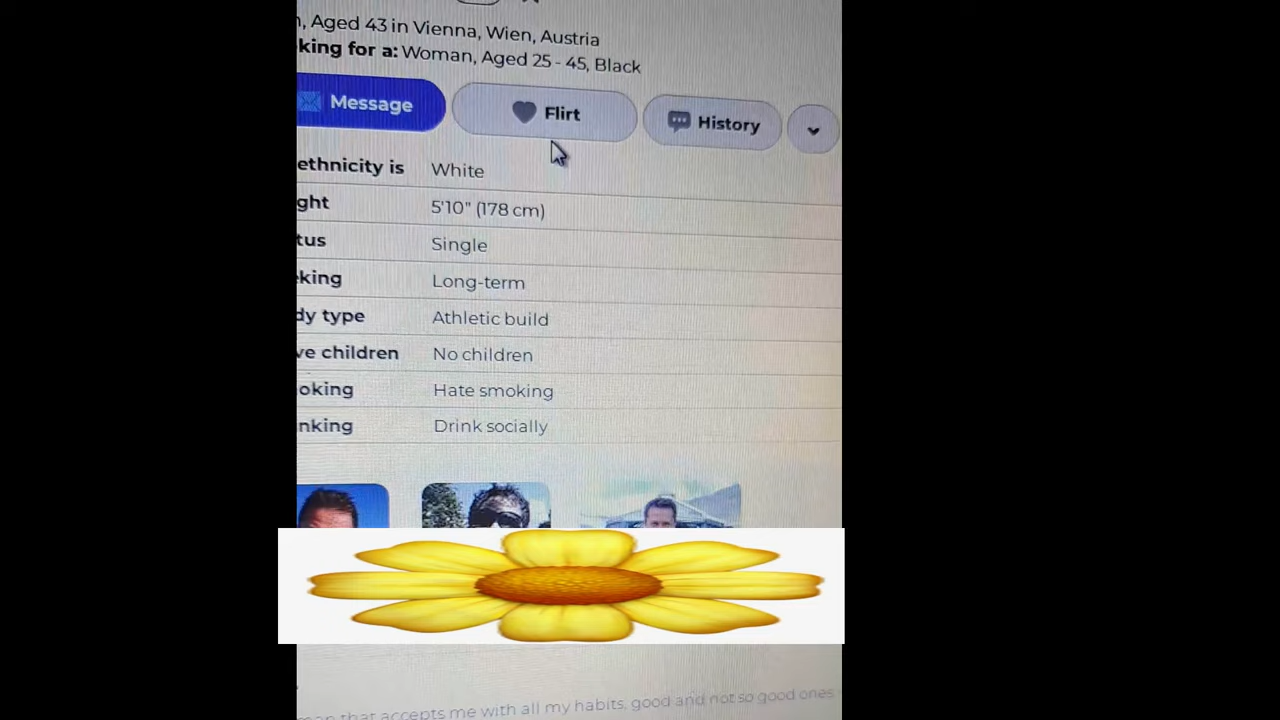 , Aged 43 in Vienna, Wien, Austria
king for a: Woman, Aged 25 - 45, Black
Message
Flirt
History
ethnicity is White
ght 5'10" (178 cm)
tus Single
king Long-term
dy type Athletic build
ve children No children
oking Hate smoking
nking Drink socially
that accepts me with all my habits, good and not so good ones